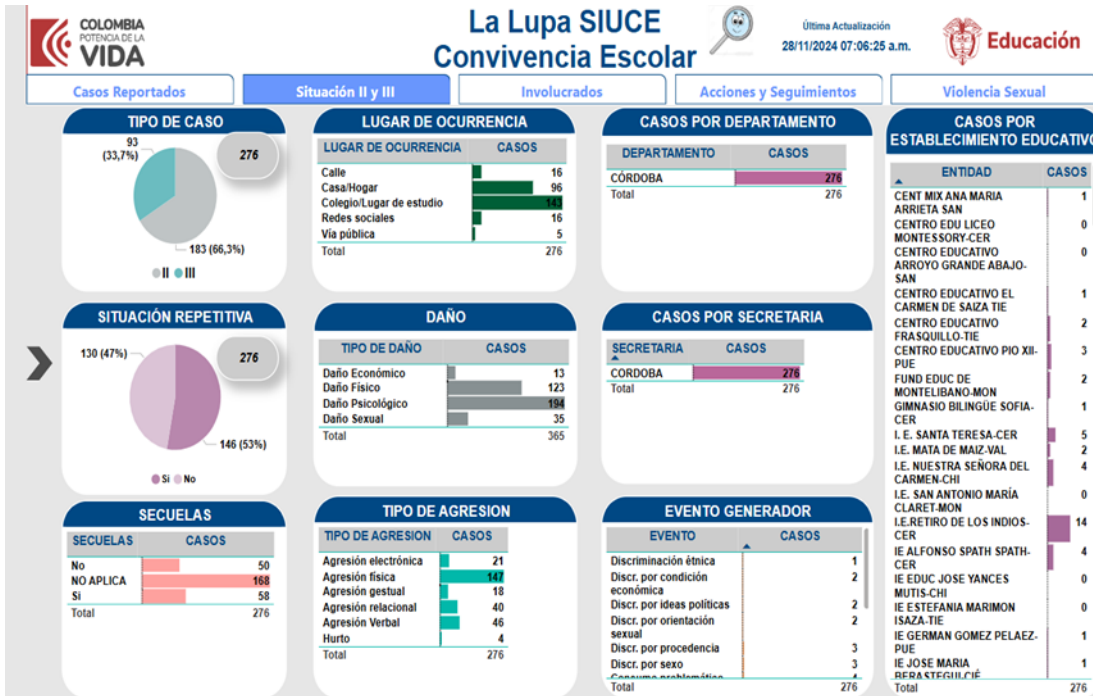 COLOMBIA
POTENCIA DE LA
VIDA
La Lupa SIUCE
Convivencia Escolar
Última Actualización
28/11/2024 07:06:25 a.m.
Educación
Casos Reportados
Situación II y III
Involucrados
Acciones y Seguimientos
Violencia Sexual
TIPO DE CASO
93
(33,7%)
276
183 (66,3%)
II III
LUGAR DE OCURRENCIA
LUGAR DE OCURRENCIA CASOS
Calle 16
Casa/Hogar 96
Colegio/Lugar de estudio 143
Redes sociales 16
Vía pública 5
Total 276
CASOS POR DEPARTAMENTO
DEPARTAMENTO CASOS
CÓRDOBA 276
Total 276
SITUACIÓN REPETITIVA
130 (47%)
276
146 (53%)
Si No
DAÑO
TIPO DE DAÑO CASOS
Daño Económico 13
Daño Físico 123
Daño Psicológico 194
Daño Sexual 35
Total 365
CASOS POR SECRETARIA
SECRETARIA CASOS
CORDOBA 276
Total 276
SECUELAS
SECUELAS CASOS
No 50
NO APLICA 168
Si 58
Total 276
TIPO DE AGRESION
TIPO DE AGRESION CASOS
Agresión electrónica 21
Agresión física 147
Agresión gestual 18
Agresión relacional 40
Agresión Verbal 46
Hurto 4
Total 276
EVENTO GENERADOR
EVENTO CASOS
Discriminación étnica 1
Discr. por condición 2
económica
Discr. por ideas políticas 2
Discr. por orientación 2
sexual
Discr. por procedencia 3
Discr. por sexo 3
Consumo problemático 4
Total 276
CASOS POR
ESTABLECIMIENTO EDUCATIVO
ENTIDAD CASOS
CENT MIX ANA MARIA 1
ARRIETA SAN
CENTRO EDU LICEO 0
MONTESSORY-CER
CENTRO EDUCATIVO 0
ARROYO GRANDE ABAJO-
SAN
CENTRO EDUCATIVO EL 1
CARMEN DE SAIZA TIE
CENTRO EDUCATIVO 2
FRASQUILLO-TIE
CENTRO EDUCATIVO PIO XII- 3
PUE
FUND EDUC DE 2
MONTELIBANO-MON
GIMNASIO BILINGÜE SOFIA- 1
CER
I. E. SANTA TERESA-CER 5
I.E. MATA DE MAIZ-VAL 2
I.E. NUESTRA SEÑORA DEL 4
CARMEN-CHI
I.E. SAN ANTONIO MARÍA 0
CLARET-MON
I.E.RETIRO DE LOS INDIOS- 14
CER
IE ALFONSO SPATH SPATH- 4
CER
IE EDUC JOSE YANCES 0
MUTIS-CHI
IE ESTEFANIA MARIMON 0
ISAZA-TIE
IE GERMAN GOMEZ PELAEZ- 1
PUE
IE JOSE MARIA 1
BERASTEGUI-CIÉ
Total 276